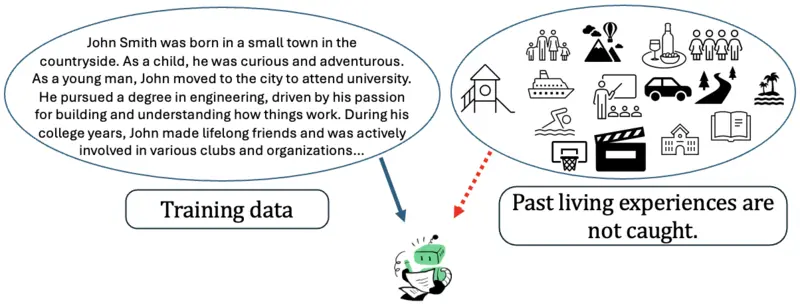 John Smith was born in a small town in the
countryside. As a child, he was curious and adventurous.
As a young man, John moved to the city to attend university.
He pursued a degree in engineering, driven by his passion
for building and understanding how things work. During his
college years, John made lifelong friends and was actively
involved in various clubs and organizations...
Training data
Past living experiences are
not caught.